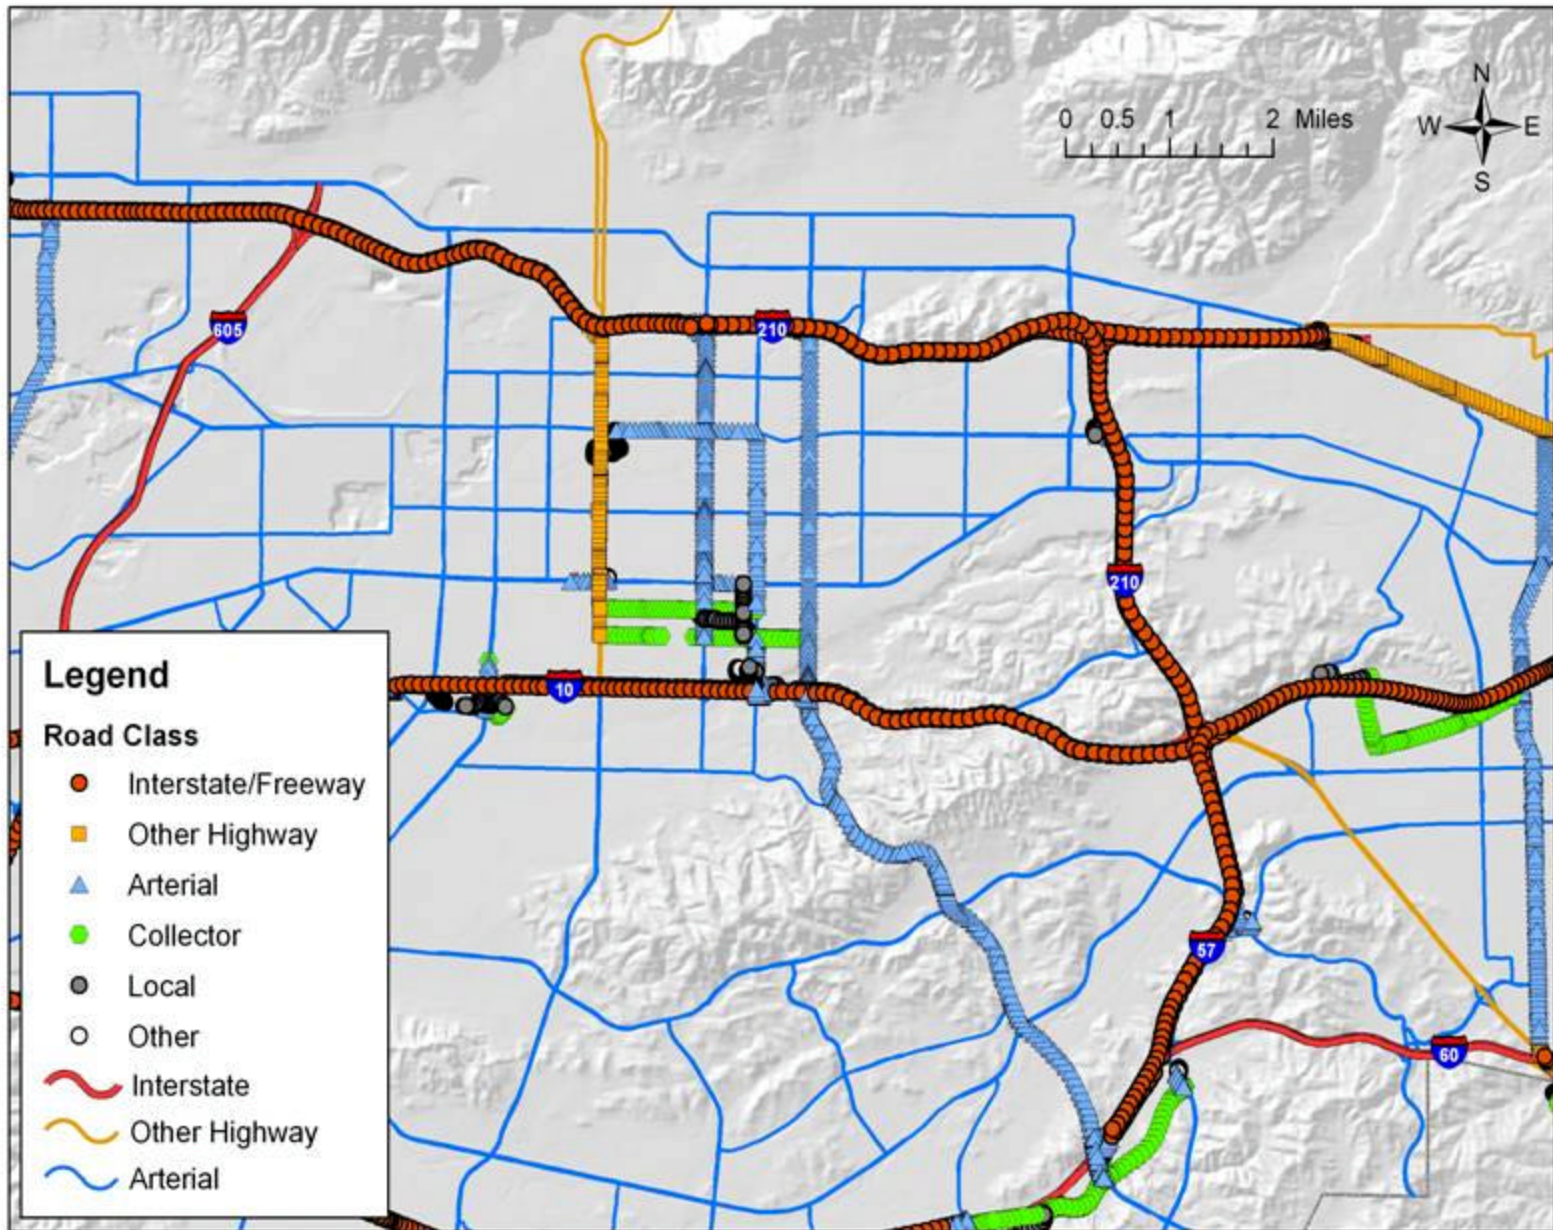 N
0 0.5 1 2 Miles
W E
S
605
210
210
10
57
60
Legend
Road Class
Interstate/Freeway
Other Highway
Arterial
Collector
Local
Other
Interstate
Other Highway
Arterial